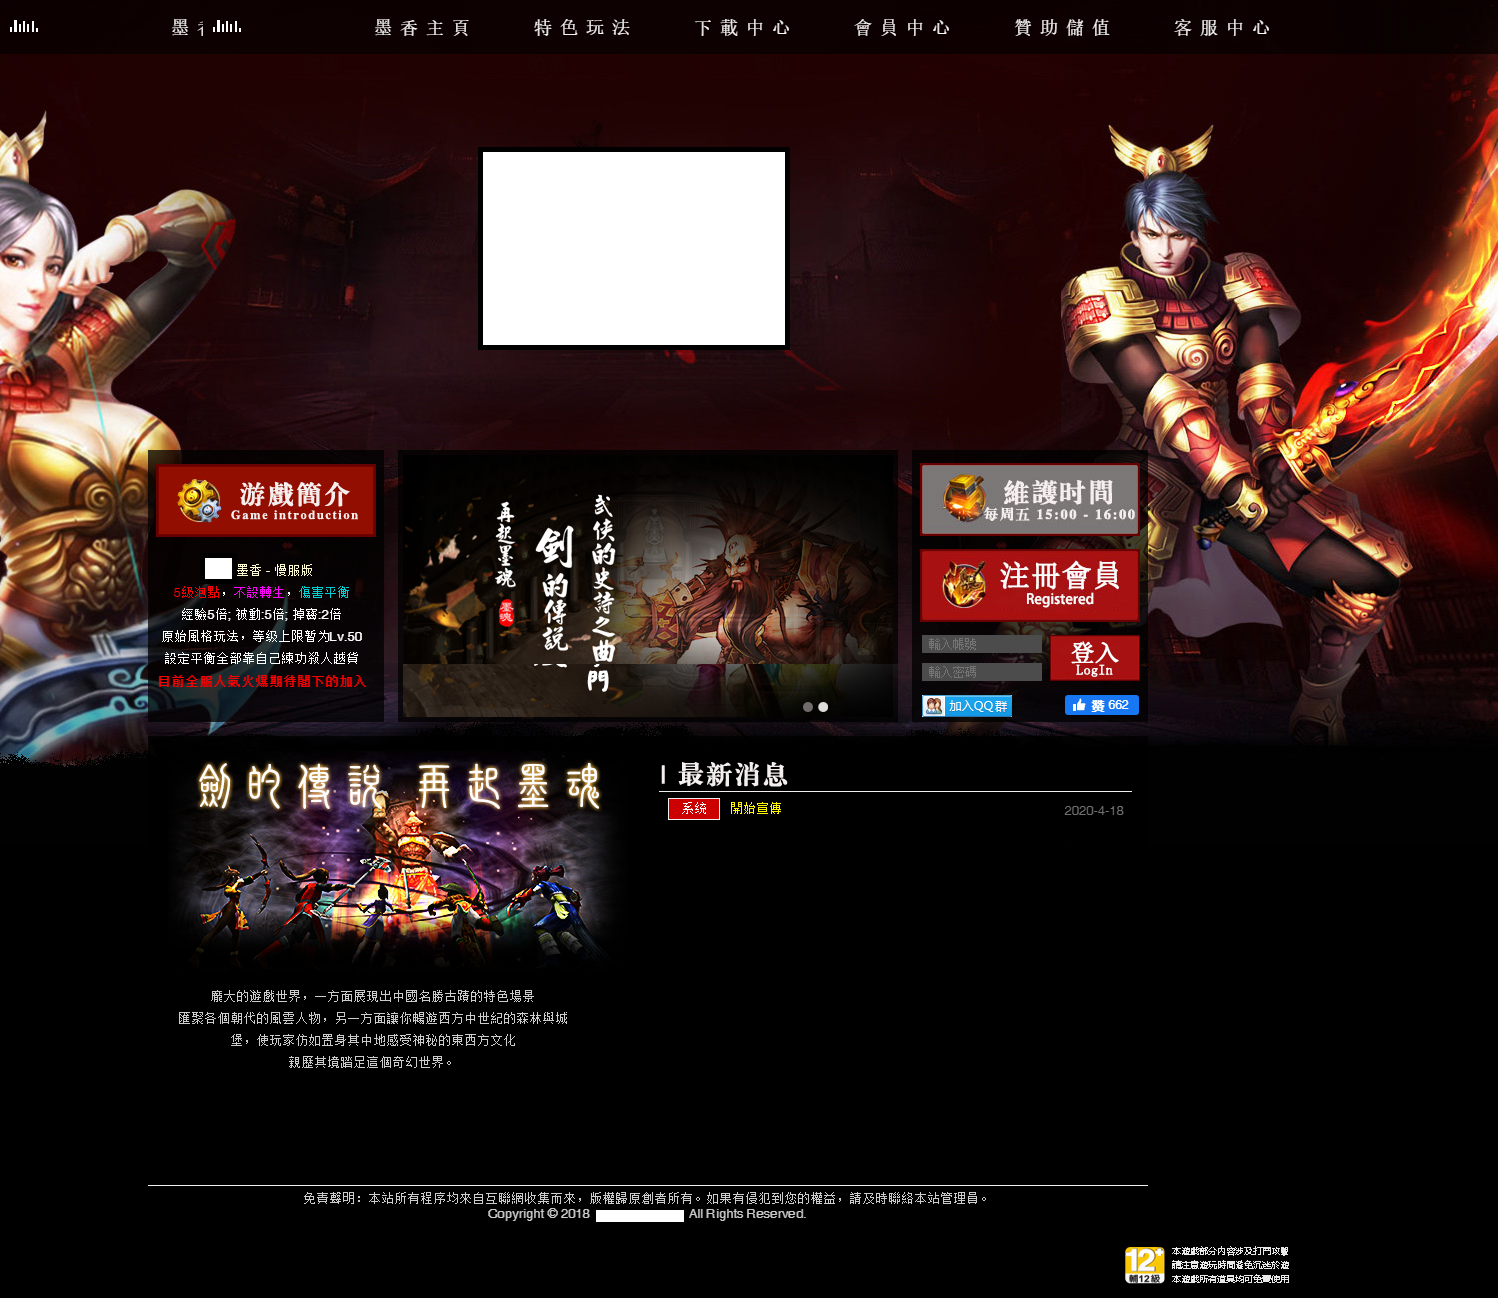 墨
墨香主頁
特色玩法
下載中心
會員中心
贊助儲值
客服中心
游戲簡介
Game introduction
墨香 - 慢服版
5級泡點，不設轉生，傷害平衡
經驗5倍; 被動:5倍; 掉寶:2倍
原始風格玩法，等級上限暫为Lv.50
設定平衡全部靠自己練功殺人越貨
目前全服人氣火爆期待閣下的加入
武俠的史詩之曲
劍的傳說
再起墨魂
墨魂
門
維護时間
每周五 15:00 - 16:00
注冊會員
Registered
輸入帳號
輸入密碼
登入
LogIn
加入QQ群
赞 662
劍的傳說 再起墨魂
最新消息
系统
開始宣傳
2020-4-18
龐大的遊戲世界，一方面展現出中國名勝古蹟的特色場景
匯聚各個朝代的風雲人物，另一方面讓你暢遊西方中世紀的森林與城
堡，使玩家仿如置身其中地感受神秘的東西方文化
親歷其境踏足這個奇幻世界。
免責聲明：本站所有程序均來自互聯網收集而來，版權歸原創者所有。如果有侵犯到您的權益，請及時聯絡本站管理員。
Copyright © 2018
All Rights Reserved.
12+
輔12級
本遊戲部分內容涉及打鬥攻擊
請注意遊玩時間避免沉迷於遊
本遊戲所有道具均可免費使用